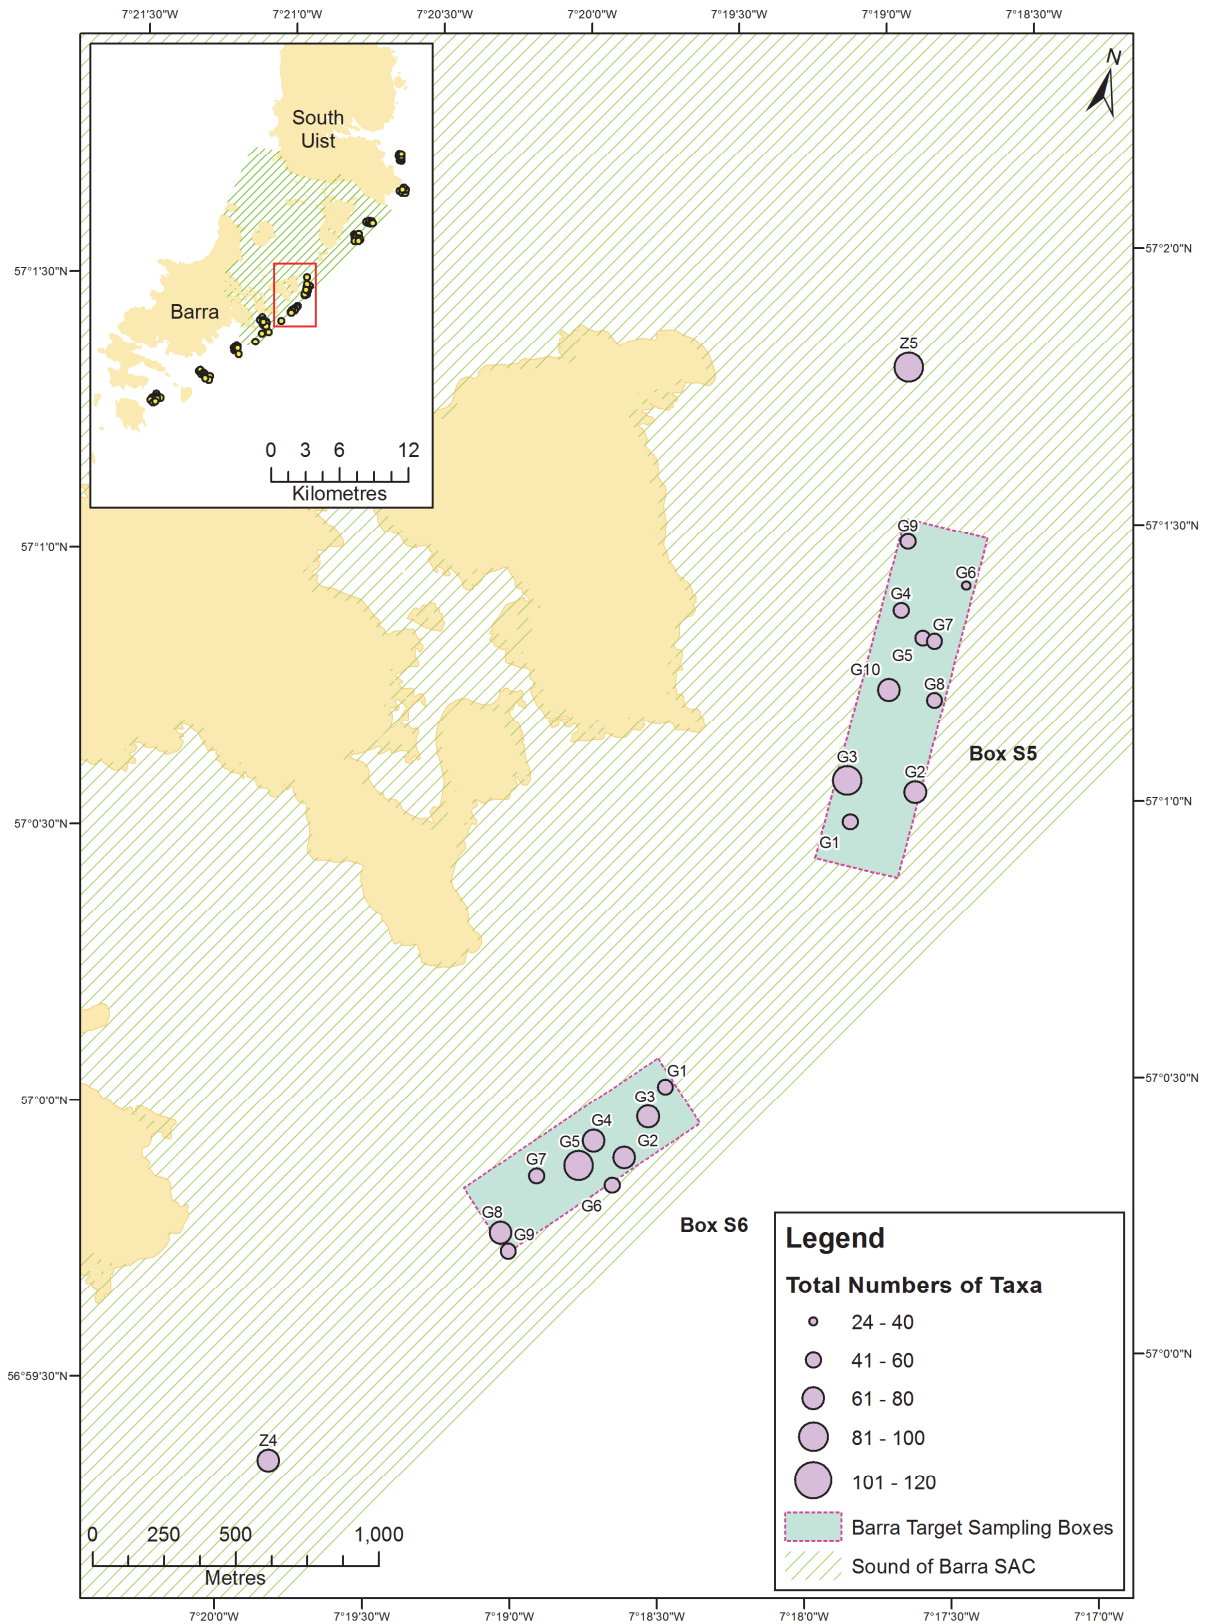 7°21'30"W
7°21'0"W
7°20'30"W
7°20'0"W
7°19'30"W
7°19'0"W
7°18'30"W
N
South
Uist
Barra
0 3 6 12
Kilometres
57°1'30"N
57°1'0"N
57°0'30"N
57°0'0"N
56°59'30"N
57°2'0"N
57°1'30"N
57°1'0"N
57°0'30"N
57°0'0"N
Z5
G9
G6
G4
G7
G5
G10
G8
Box S5
G3
G2
G1
G1
G3
G4
G5
G2
G7
G6
G8
G9
Box S6
Z4
Legend
Total Numbers of Taxa
24 - 40
41 - 60
61 - 80
81 - 100
101 - 120
Barra Target Sampling Boxes
Sound of Barra SAC
0 250 500 1,000
Metres
7°20'0"W
7°19'30"W
7°19'0"W
7°18'30"W
7°18'0"W
7°17'30"W
7°17'0"W